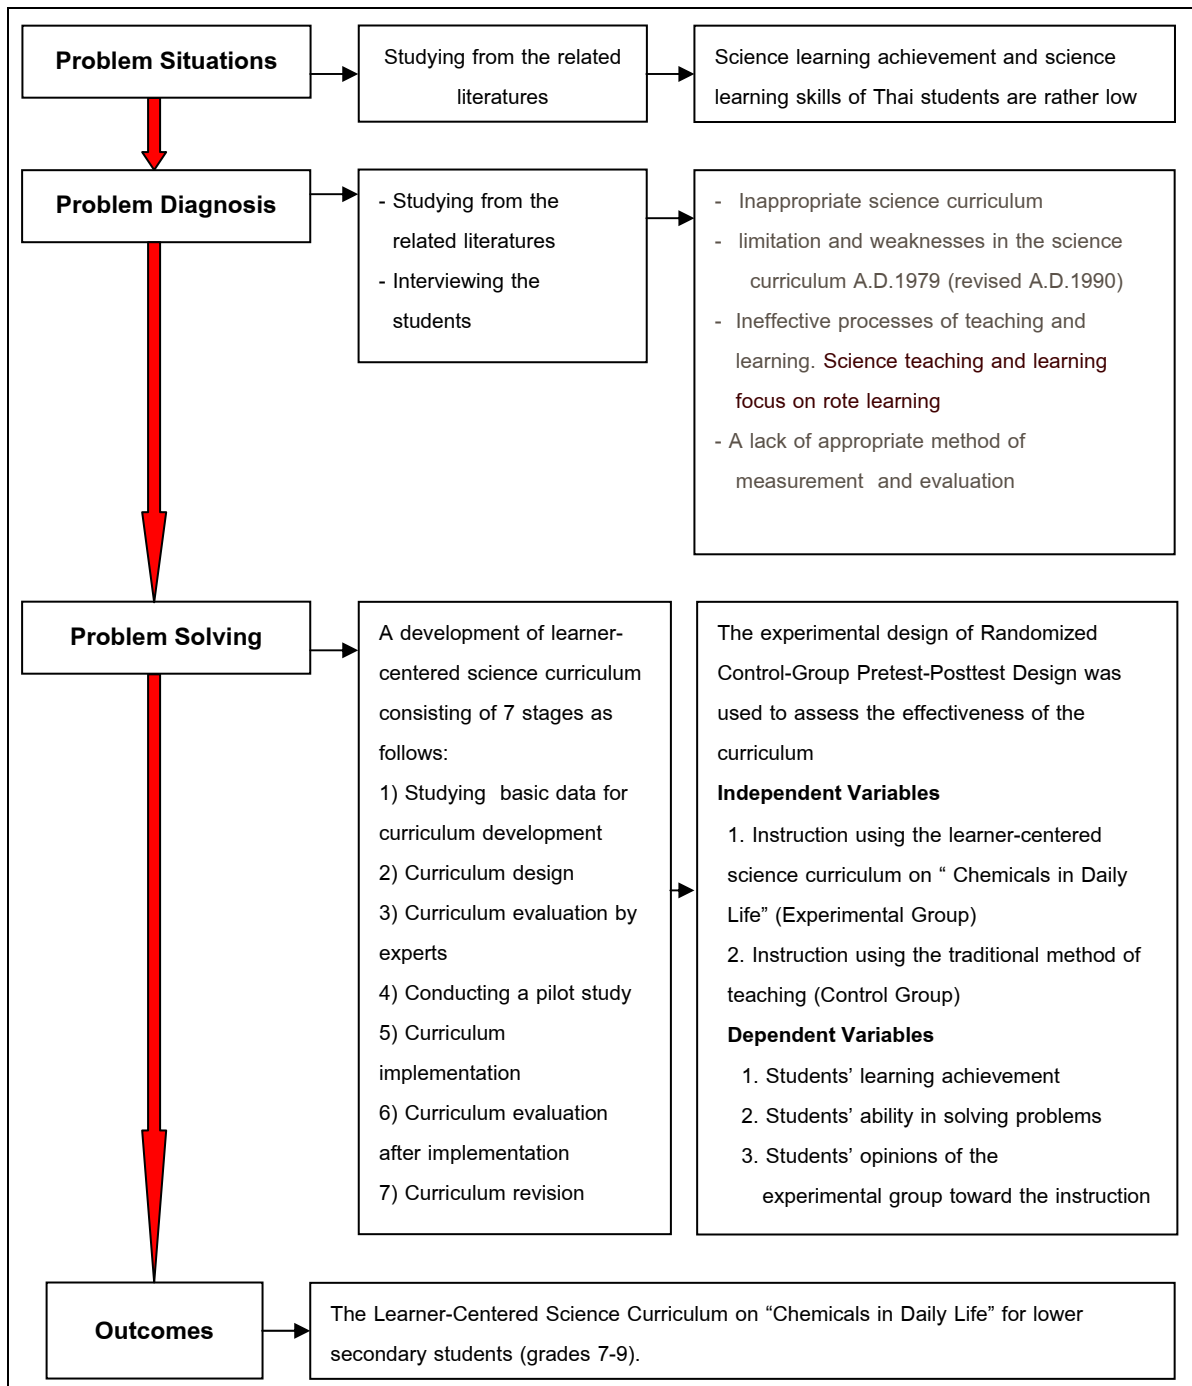 Problem Situations
Studying from the related
literatures
Science learning achievement and science
learning skills of Thai students are rather low
Problem Diagnosis
- Studying from the
related literatures
- Interviewing the
students
- Inappropriate science curriculum
- limitation and weaknesses in the science
curriculum A.D.1979 (revised A.D.1990)
- Ineffective processes of teaching and
learning. Science teaching and learning
focus on rote learning
- A lack of appropriate method of
measurement and evaluation
Problem Solving
A development of learner-
centered science curriculum
consisting of 7 stages as
follows:
1) Studying basic data for
curriculum development
2) Curriculum design
3) Curriculum evaluation by
experts
4) Conducting a pilot study
5) Curriculum
implementation
6) Curriculum evaluation
after implementation
7) Curriculum revision
The experimental design of Randomized
Control-Group Pretest-Posttest Design was
used to assess the effectiveness of the
curriculum
Independent Variables
1. Instruction using the learner-centered
science curriculum on “ Chemicals in Daily
Life” (Experimental Group)
2. Instruction using the traditional method of
teaching (Control Group)
Dependent Variables
1. Students’ learning achievement
2. Students’ ability in solving problems
3. Students’ opinions of the
experimental group toward the instruction
Outcomes
The Learner-Centered Science Curriculum on “Chemicals in Daily Life” for lower
secondary students (grades 7-9).